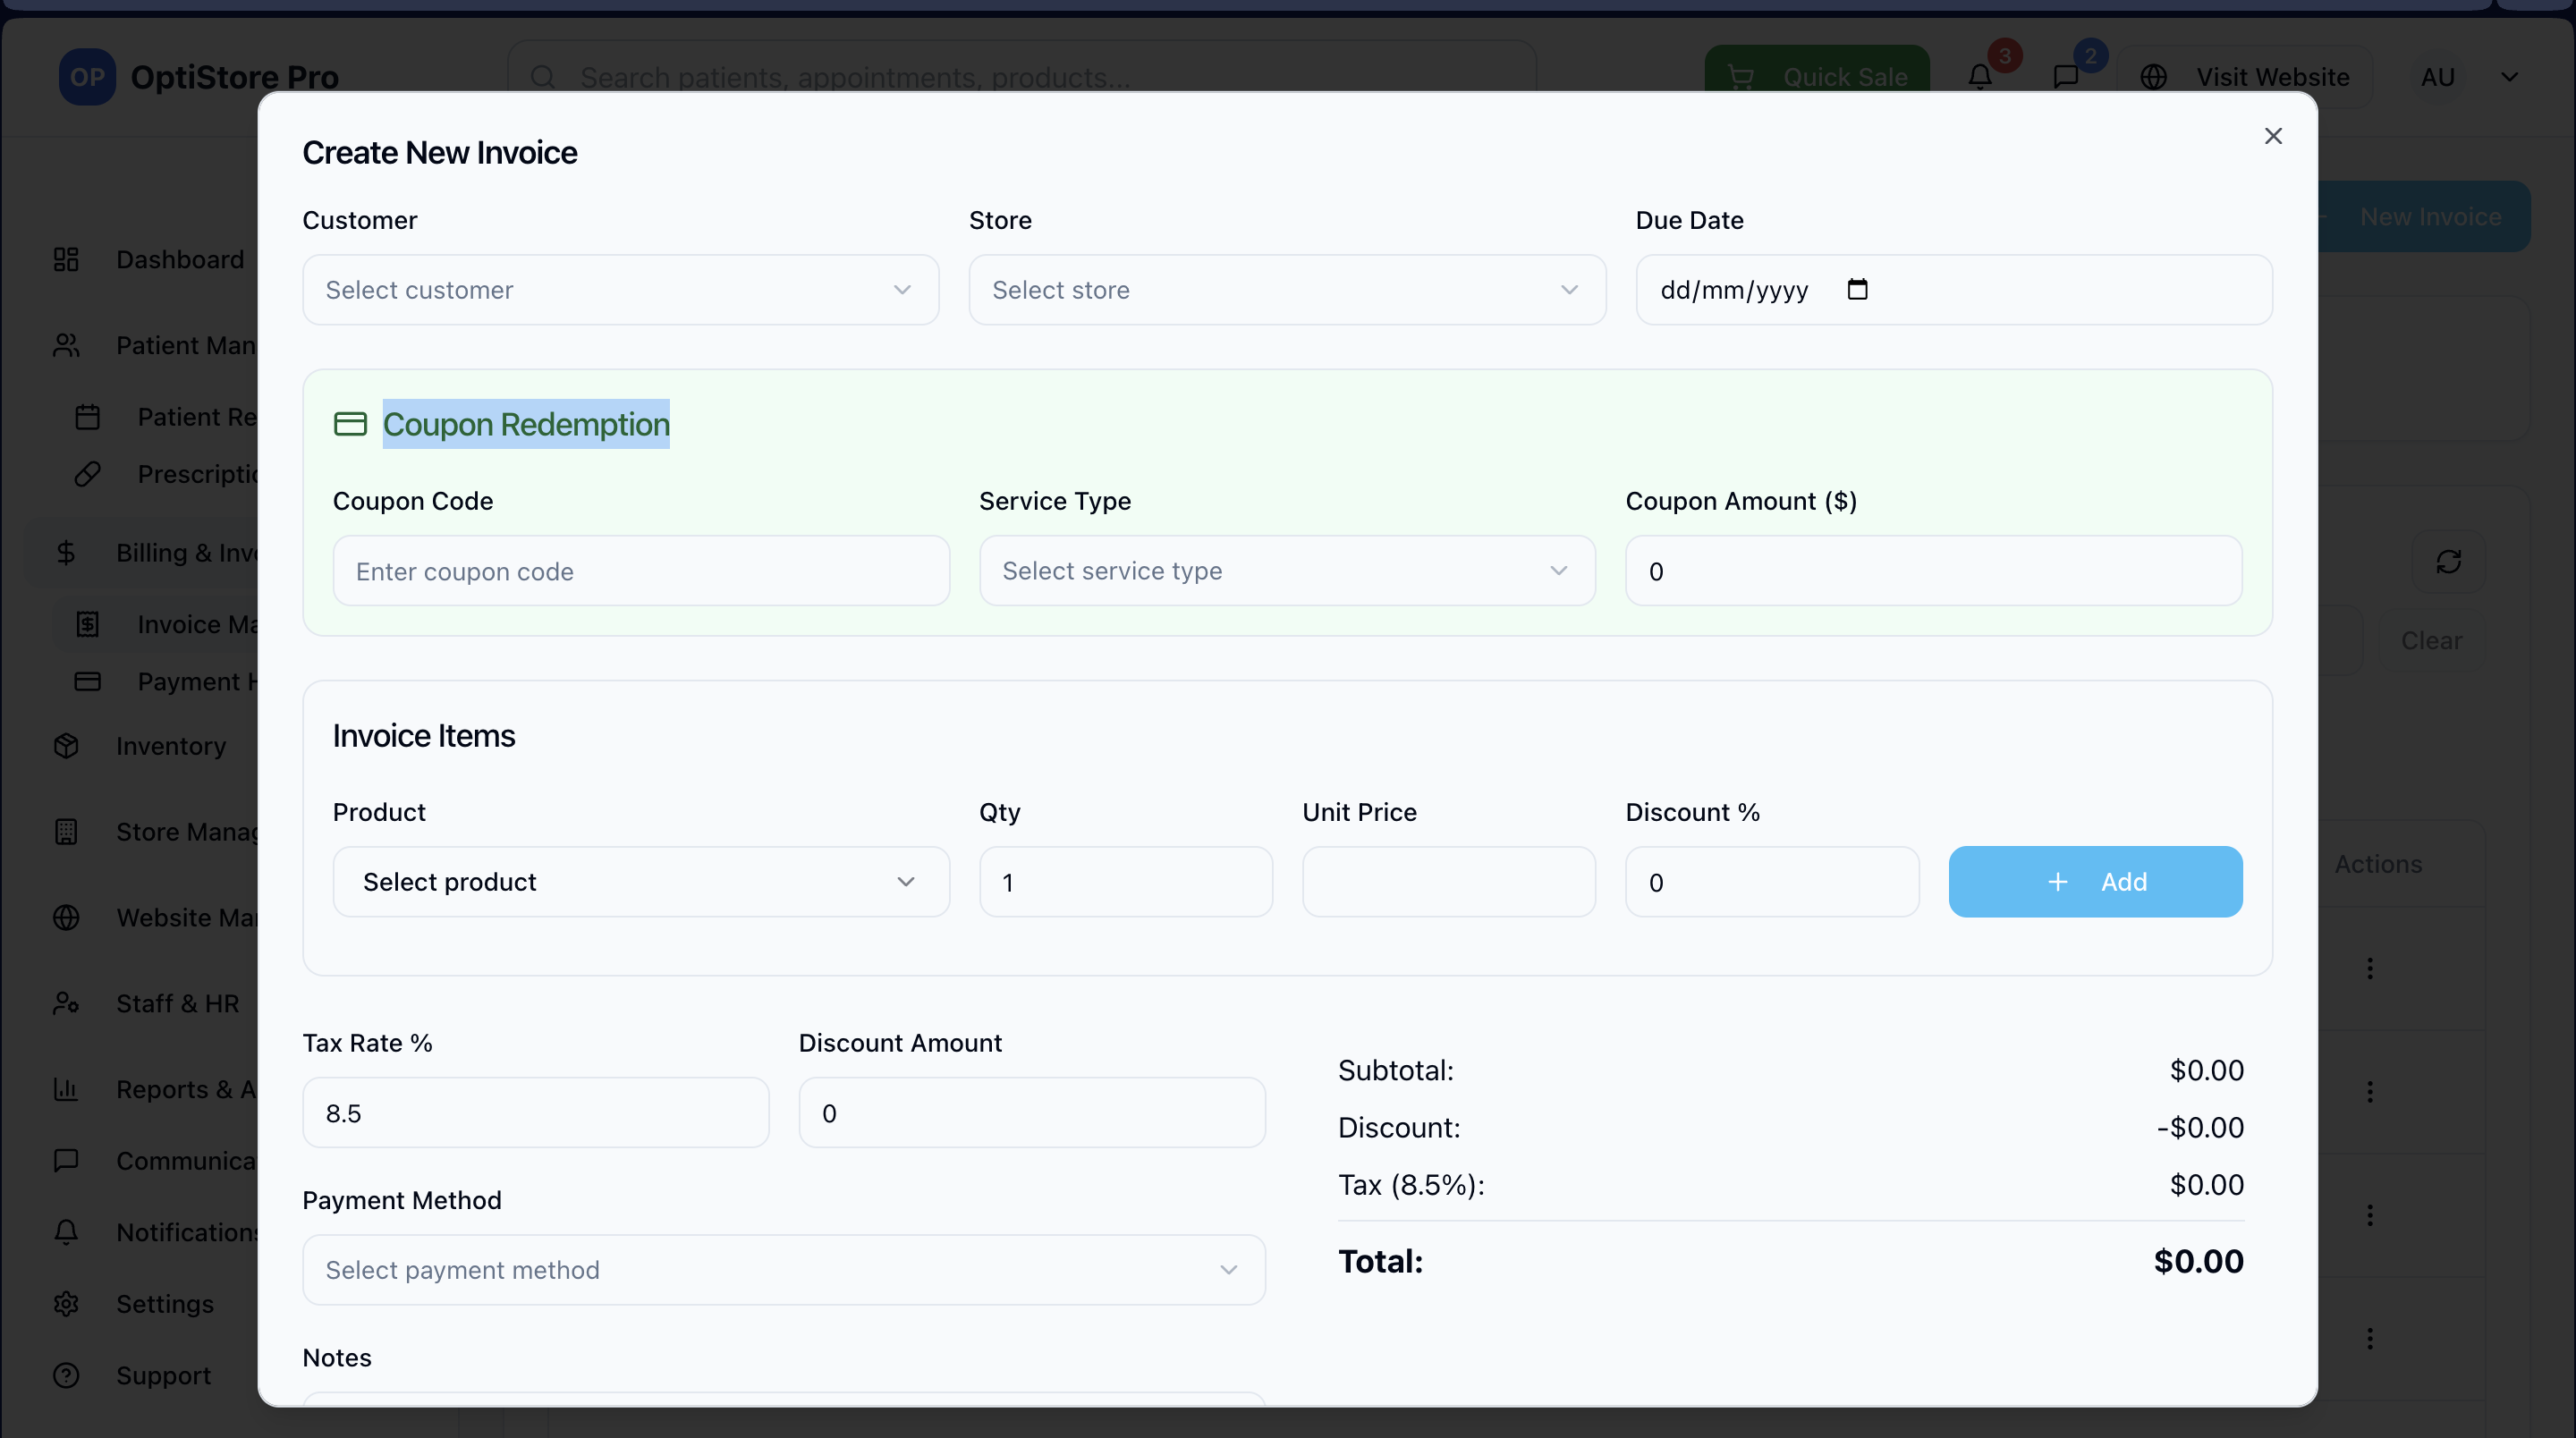 OP OptiStore Pro
Search patients, appointments, products...
Quick Sale
3
2
Visit Website
AU
New Invoice
Dashboard
Patient Man
Patient Re
Prescriptio
Billing & Inv
Invoice Ma
Payment H
Inventory
Store Manag
Website Mar
Staff & HR
Reports & A
Communica
Notifications
Settings
Support
Clear
Actions
Create New Invoice
Customer Store Due Date
Select customer Select store dd/mm/yyyy
Coupon Redemption
Coupon Code Service Type Coupon Amount ($)
Enter coupon code Select service type 0
Invoice Items
Product Qty Unit Price Discount %
Select product 1 0 + Add
Tax Rate % Discount Amount
8.5 0
Payment Method
Select payment method
Notes
Subtotal: $0.00
Discount: -$0.00
Tax (8.5%): $0.00
Total: $0.00